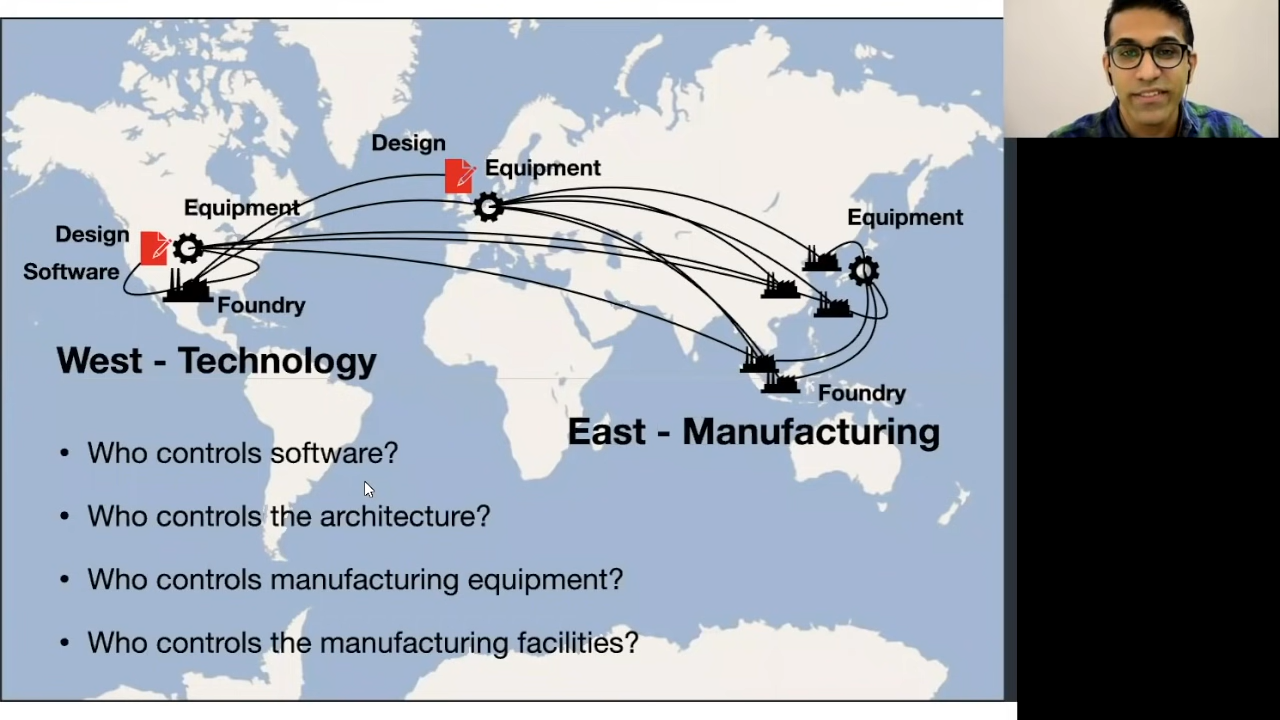 Design
Equipment
Equipment
Design
Equipment
Software
Foundry
West - Technology
Foundry
East - Manufacturing
• Who controls software?
• Who controls the architecture?
• Who controls manufacturing equipment?
• Who controls the manufacturing facilities?